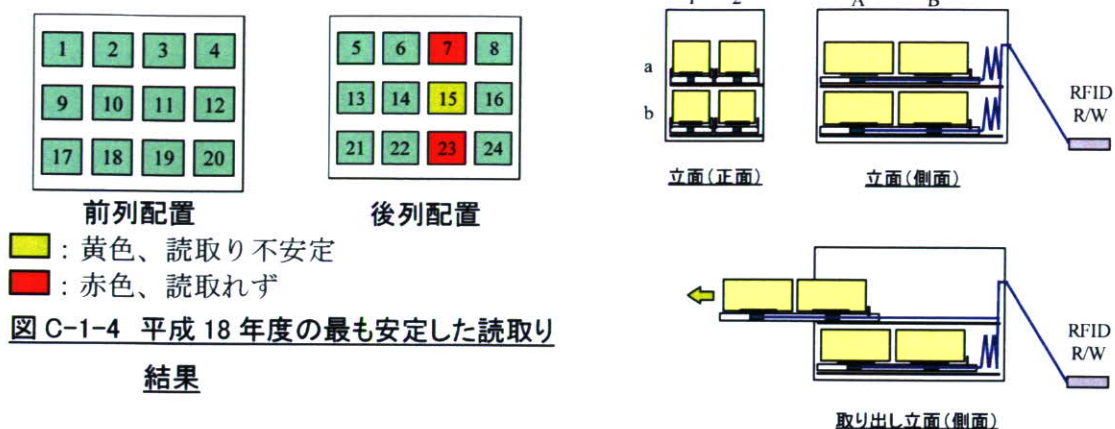 1 2 3 4
9 10 11 12
17 18 19 20
前列配置
5 6 7 8
13 14 15 16
21 22 23 24
後列配置
:黄色、読取り不安定
:赤色、読取れず
図 C-1-4 平成 18 年度の最も安定した読取り
結果
A B
a
b
RFID
R/W
立面(正面)
立面(側面)
RFID
R/W
取り出し立面(側面)